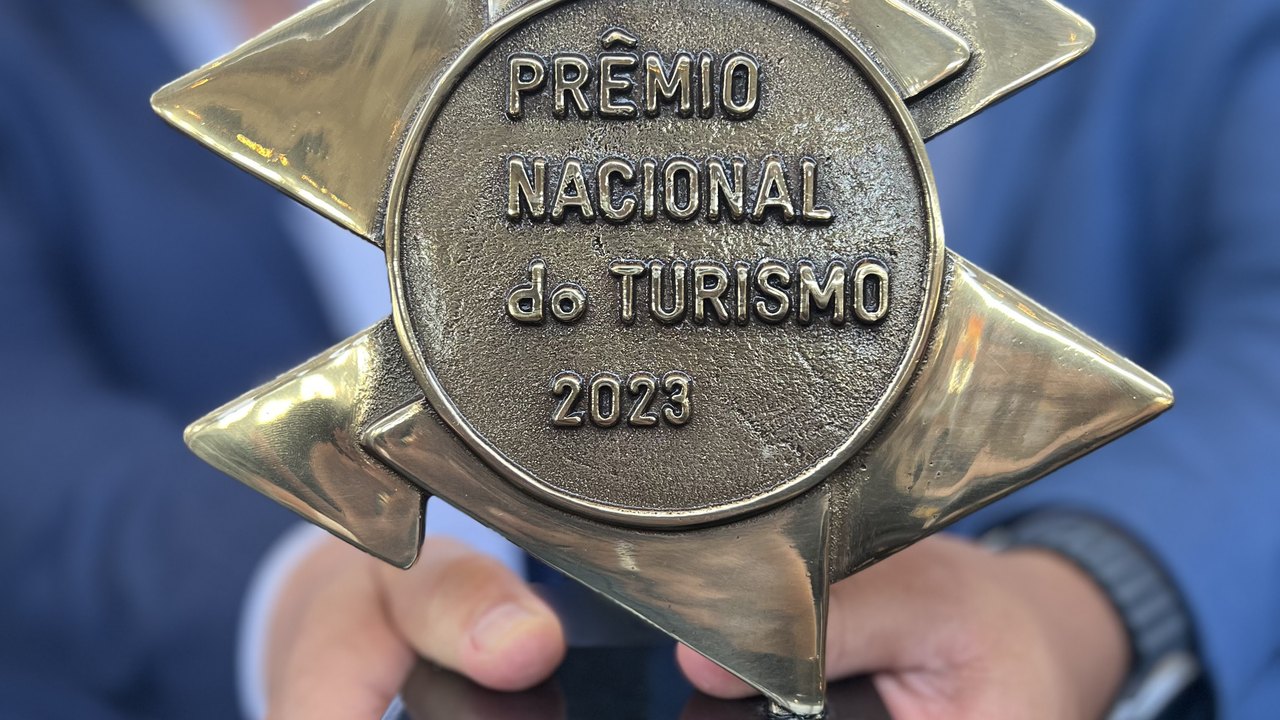 PRÊMIO
NACIONAL
do TURISMO
2023